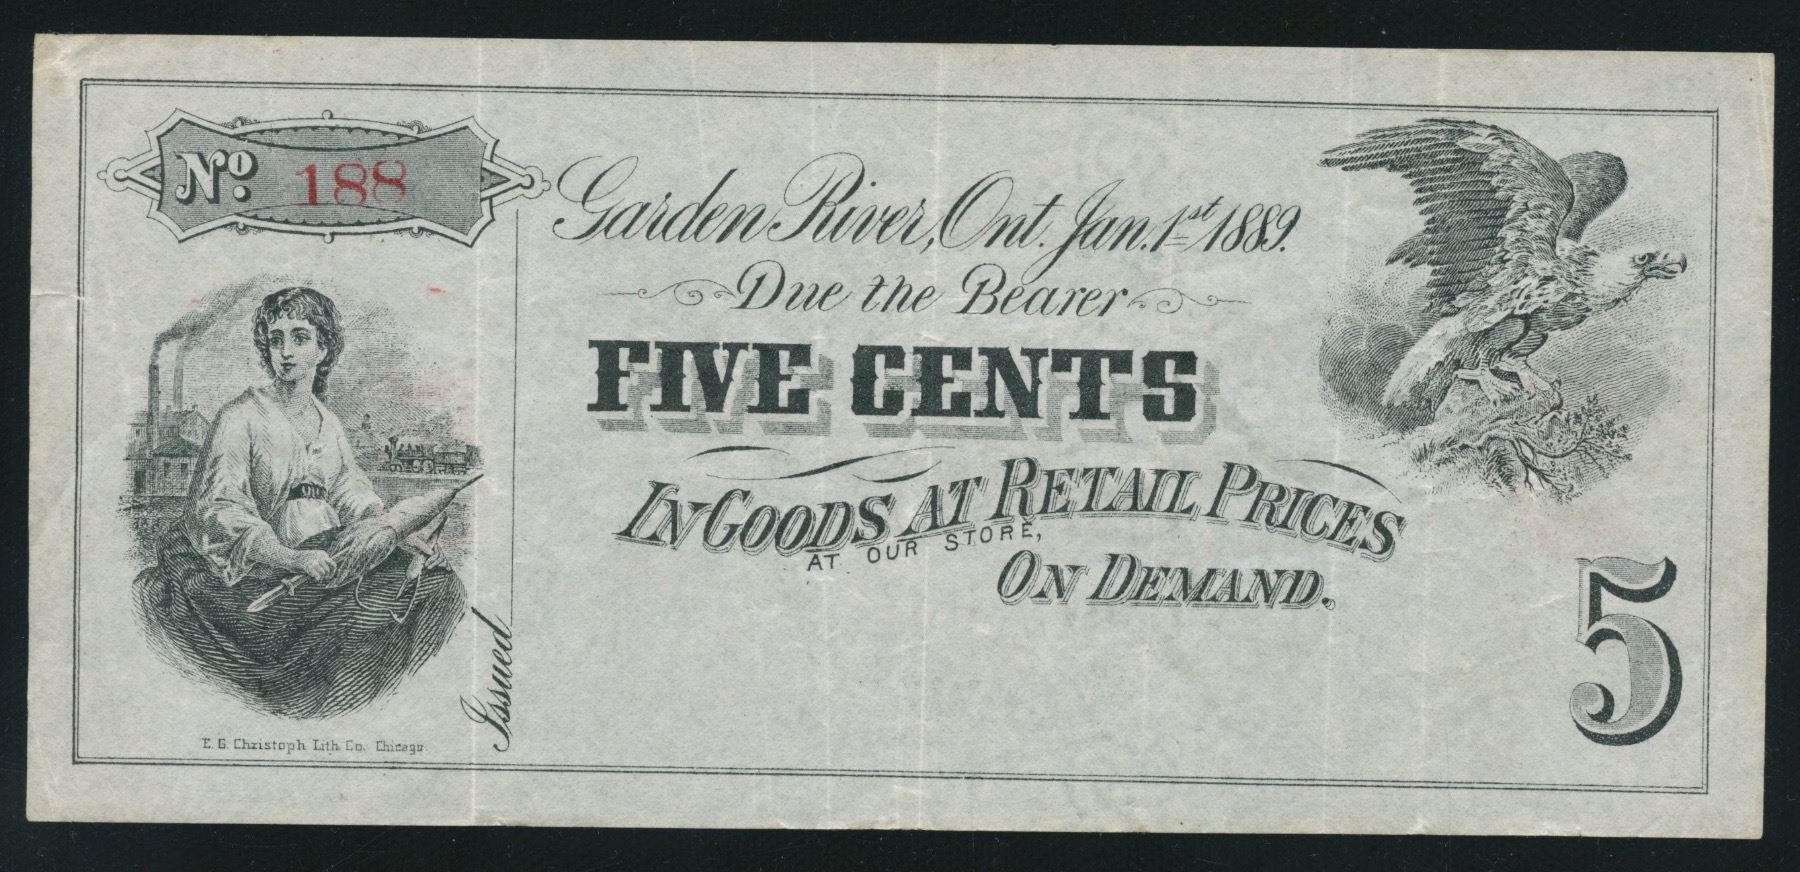 No. 188
Garden River, Ont. Jan. 1st 1889.
Due the Bearer
FIVE CENTS
IN GOODS AT RETAIL PRICES
AT OUR STORE,
ON DEMAND.
5
Issued
E. G. Christoph Lith. Co. Chicago.